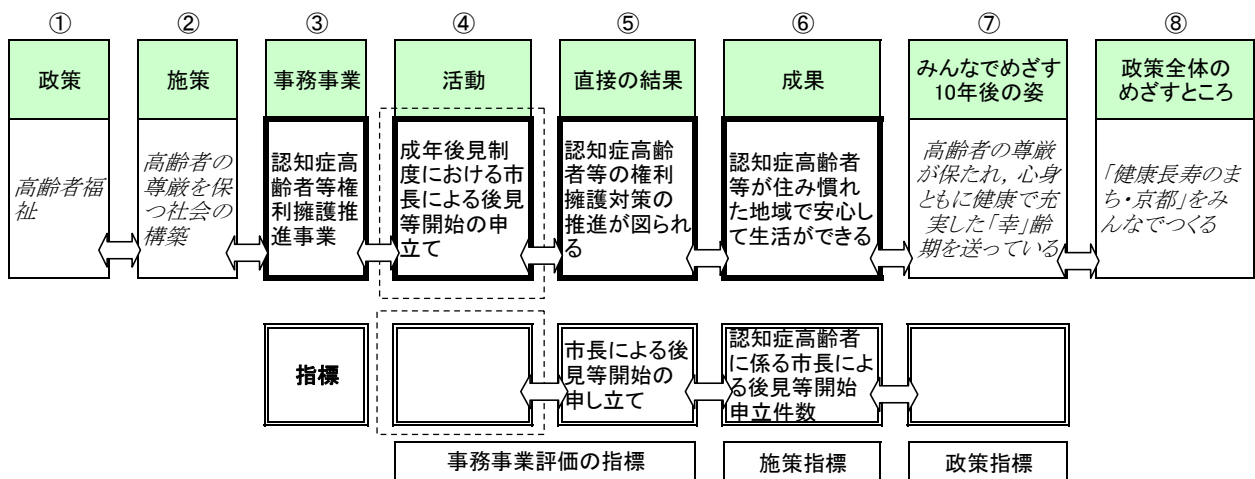 ①
②
③
④
⑤
⑥
⑦
⑧
政策
施策
事務事業
活動
直接の結果
成果
みんなでめざす
10年後の姿
政策全体の
めざすところ
高齢者福
祉
高齢者の
尊厳を保
つ社会の
構築
認知症高
齢者等権
利擁護推
進事業
成年後見制
度における市
長による後見
等開始の申
立て
認知症高齢
者等の権利
擁護対策の
推進が図られ
る
認知症高齢者
等が住み慣れ
た地域で安心し
て生活ができる
高齢者の尊厳
が保たれ，心身
ともに健康で充
実した「幸」齢
期を送っている
「健康長寿のま
ち・京都」をみ
んなでつくる
指標
市長による後
見等開始の
申し立て
認知症高齢者
に係る市長によ
る後見等開始
申立件数
事務事業評価の指標
施策指標
政策指標